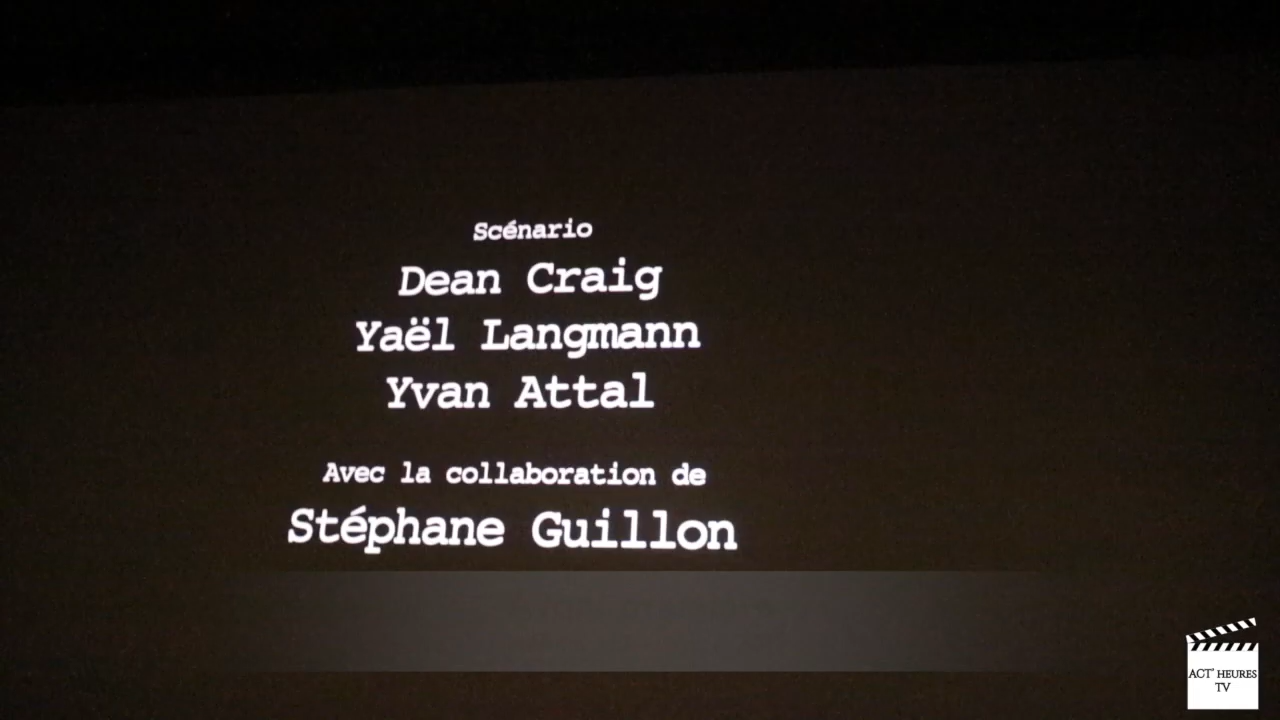 Scénario
Dean Craig
Yaël Langmann
Yvan Attal
Avec la collaboration de
Stéphane Guillon
ACT' HEURES
TV